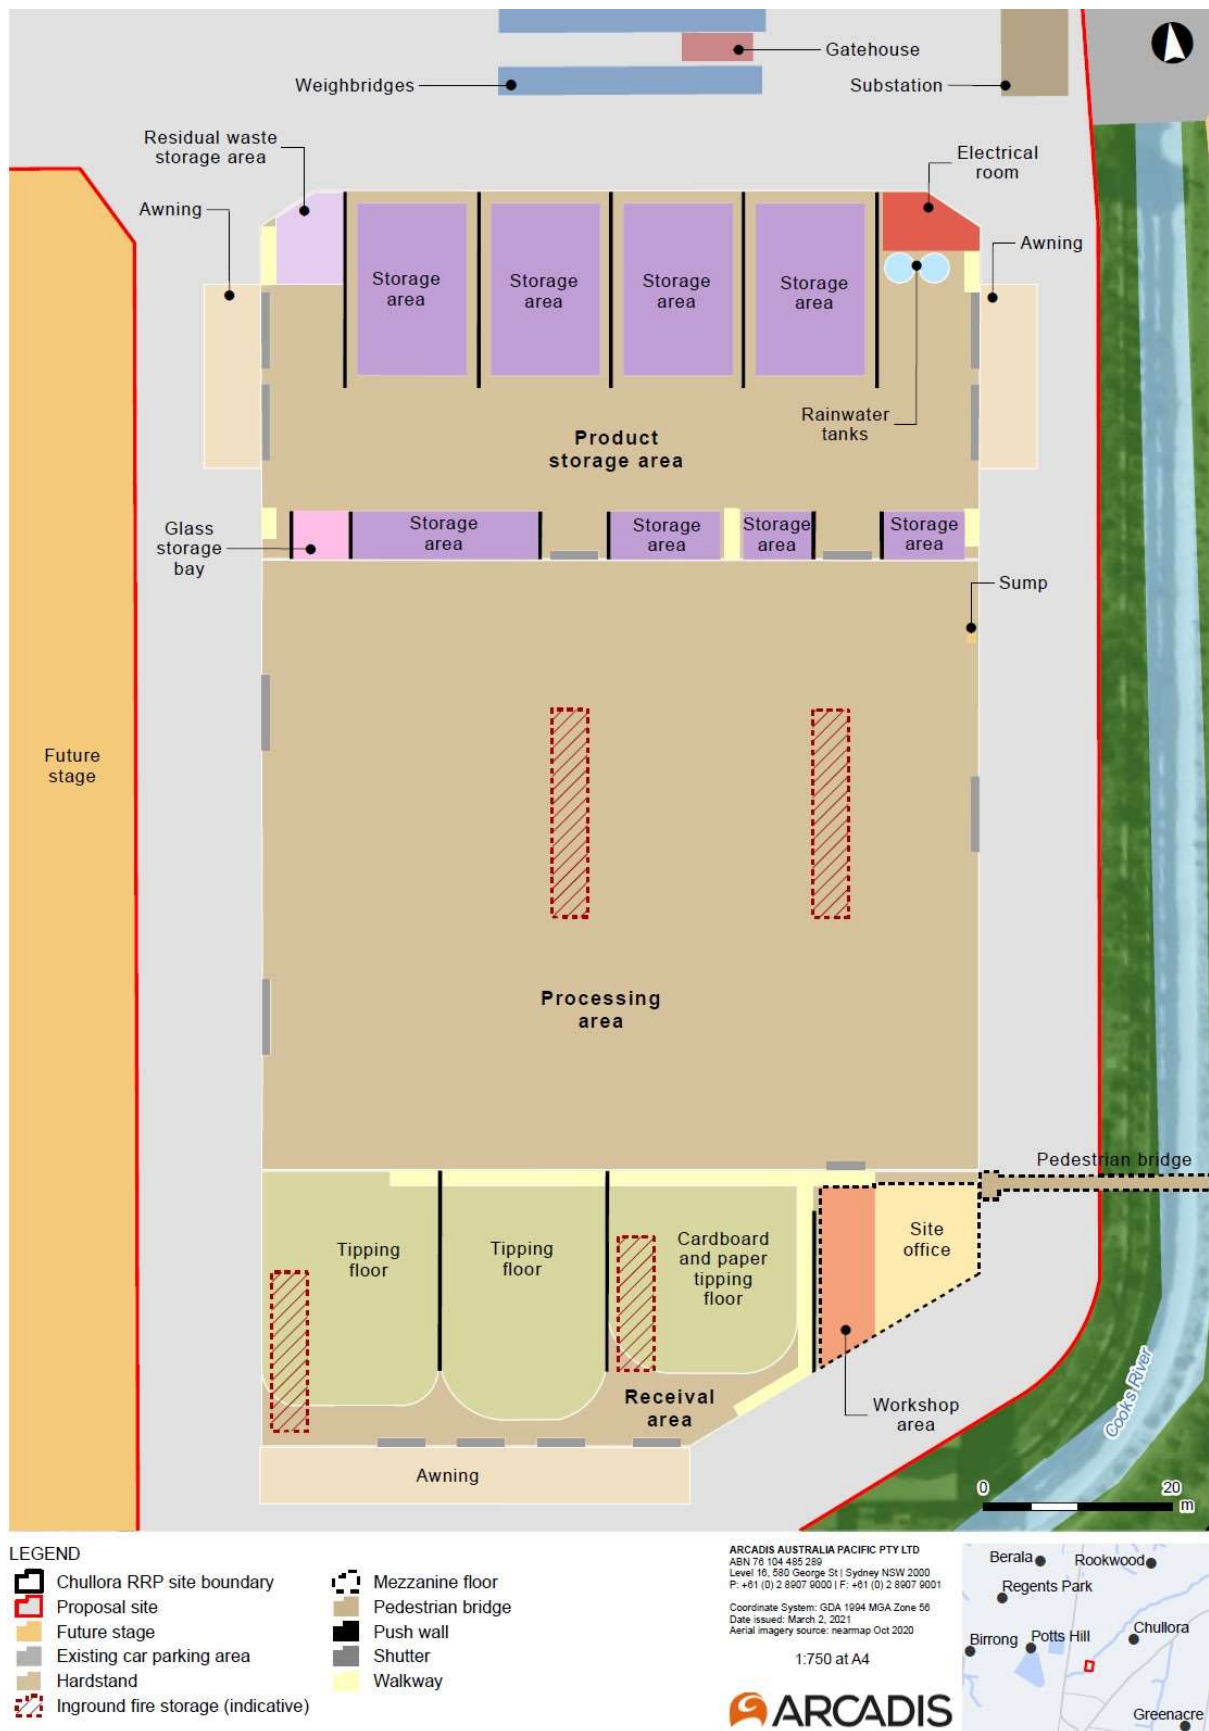 Gatehouse
Weighbridges
Substation
Residual waste
storage area
Electrical
room
Awning
Awning
Storage
area
Storage
area
Storage
area
Storage
area
Rainwater
tanks
Product
storage area
Glass
storage
bay
Storage
area
Storage
area
Storage
area
Storage
area
Sump
Future
stage
Processing
area
Pedestrian bridge
Tipping
floor
Tipping
floor
Cardboard
and paper
tipping
floor
Site
office
Receival
area
Workshop
area
Awning
Cooks River
0 20
m
LEGEND
Chullora RRP site boundary
Proposal site
Future stage
Existing car parking area
Hardstand
Inground fire storage (indicative)
Mezzanine floor
Pedestrian bridge
Push wall
Shutter
Walkway
ARCADIS AUSTRALIA PACIFIC PTY LTD
ABN 76 104 485 289
Level 16, 580 George St | Sydney NSW 2000
P: +61 (0) 2 8907 9000 | F: +61 (0) 2 8907 9001
Coordinate System: GDA 1994 MGA Zone 56
Date issued: March 2, 2021
Aerial imagery source: nearmap Oct 2020
1:750 at A4
ARCADIS
Berala
Rookwood
Regents Park
Birrong
Potts Hill
Chullora
Greenacre